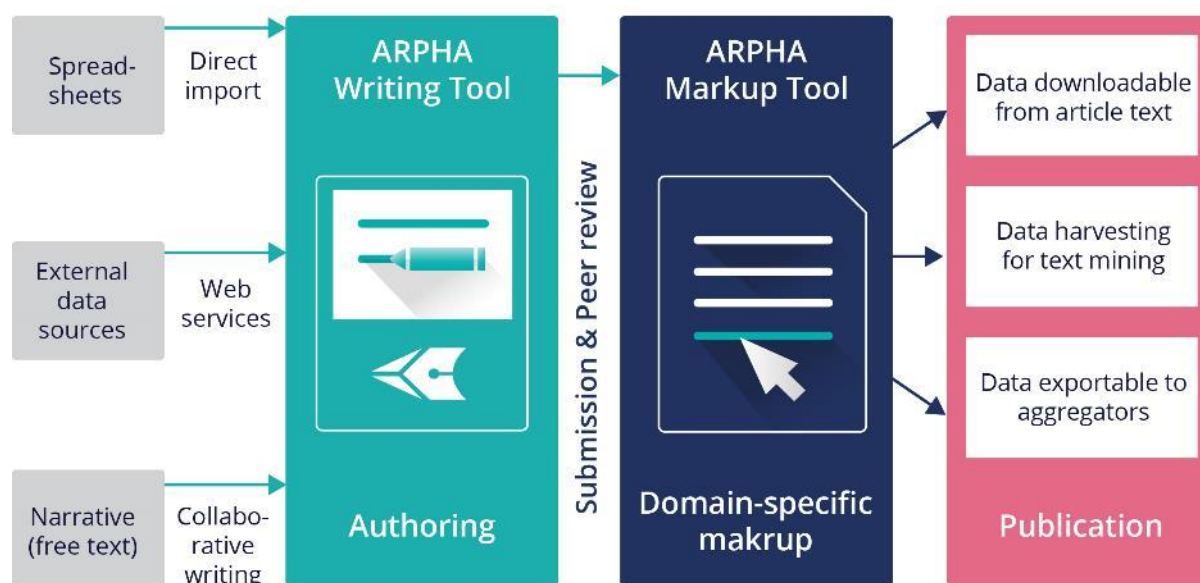 Spread-
sheets
Direct
import
External
data
sources
Web
services
Narrative
(free text)
Collabo-
rative
writing
ARPHA
Writing Tool
Authoring
Submission & Peer review
ARPHA
Markup Tool
Domain-specific
makrup
Data downloadable
from article text
Data harvesting
for text mining
Data exportable to
aggregators
Publication